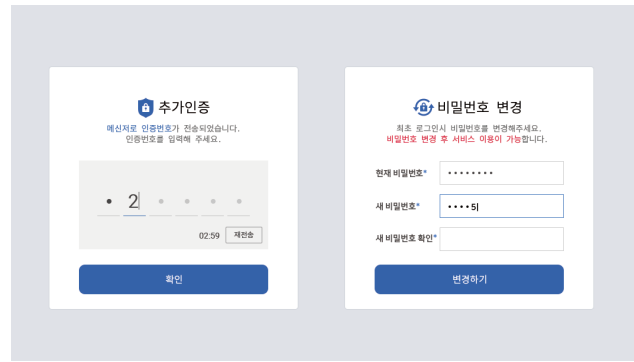 추가인증
메신저로 인증번호가 전송되었습니다.
인증번호를 입력해 주세요.
• 2
02:59 재전송
확인
비밀번호 변경
최초 로그인시 비밀번호를 변경해주세요.
비밀번호 변경 후 서비스 이용이 가능합니다.
현재 비밀번호* ••••••••
새 비밀번호* ••••5
새 비밀번호 확인*
변경하기